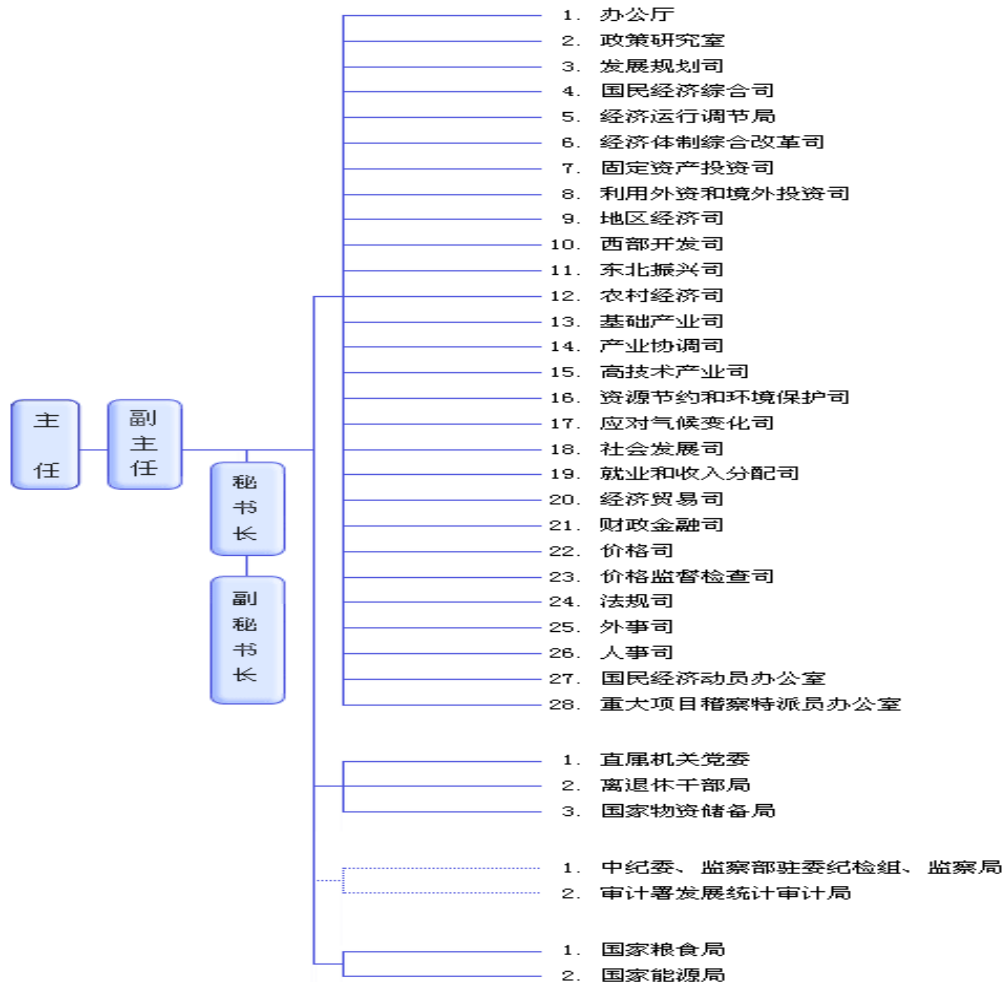 主任
副主任
秘书长
副秘书长
1. 办公厅
2. 政策研究室
3. 发展规划司
4. 国民经济综合司
5. 经济运行调节局
6. 经济体制综合改革司
7. 固定资产投资司
8. 利用外资和境外投资司
9. 地区经济司
10. 西部开发司
11. 东北振兴司
12. 农村经济司
13. 基础产业司
14. 产业协调司
15. 高技术产业司
16. 资源节约和环境保护司
17. 应对气候变化司
18. 社会发展司
19. 就业和收入分配司
20. 经济贸易司
21. 财政金融司
22. 价格司
23. 价格监督检查司
24. 法规司
25. 外事司
26. 人事司
27. 国民经济动员办公室
28. 重大项目稽察特派员办公室
1. 直属机关党委
2. 离退休干部局
3. 国家物资储备局
1. 中纪委、监察部驻委纪检组、监察局
2. 审计署发展统计审计局
1. 国家粮食局
2. 国家能源局